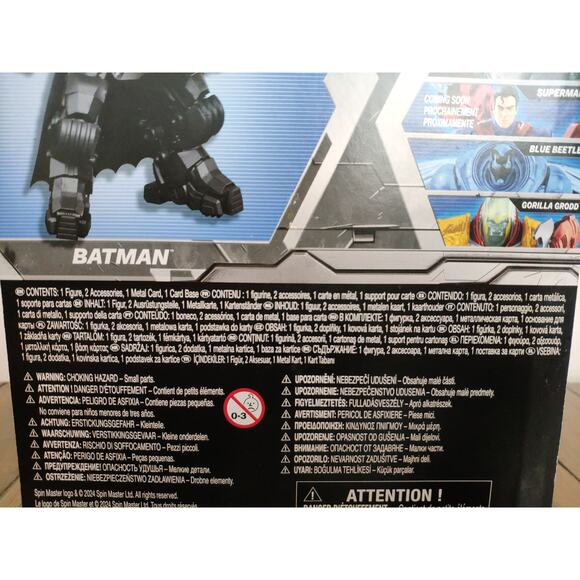 SUPERMAN
COMING SOON
PROCHAINEMENT
PRÓXIMAMENTE
BLUE BEETLE
GORILLA GRODD
BATMAN
CONTENTS: 1 Figure, 2 Accessories, 1 Metal Card, 1 Card Base CONTENU : 1 figurine, 2 accessoires, 1 carte en métal, 1 support pour carte CONTENIDO: 1 figura, 2 accesorios, 1 carta metálica,
1 soporte para cartas INHALT: 1 Figur, 2 Ausrüstungsteile, 1 Metallkarte, 1 Kartenständer INHOUD: 1 figuur, 2 accessoires, 1 metalen kaart, 1 kaarthouder CONTENUTO: 1 personaggio, 2 accessori,
1 carta di metallo, 1 supporto della carta CONTEÚDO: 1 boneco, 2 acessórios, 1 carta de metal, 1 base para carta В КОМПЛЕКТЕ: 1 фигурка, 2 аксессуара, 1 металлическая карта, 1 основание для
карты ZAWARTOŚĆ: 1 figurka, 2 akcesoria, 1 metalowa karta, 1 podstawka do karty OBSAH: 1 figurka, 2 doplňky, 1 kovová karta, 1 stojánek na kartu OBSAH: 1 figúrka, 2 doplnky, 1 kovová karta,
1 základňa karty TARTALOM: 1 figura, 2 tartozék, 1 fémkártya, 1 kártyatartó CONȚINUT: 1 figurină, 2 accesorii, 1 card metalic, 1 suport card ΠΕΡΙΕΧΟΜΕΝΑ: 1 φιγούρα, 2 αξεσουάρ,
1 μεταλλική κάρτα, 1 βάση κάρτας SADRŽAJ: 1 figurica, 2 dodatka, 1 metalna karta, 1 baza za kartice СЪДЪРЖАНИЕ: 1 фигурка, 2 аксесоара, 1 метална карта, 1 поставка за карта VSEBINA:
1 figura, 2 dodatka, 1 kovinska kartica, 1 podstavek za kartice İÇİNDEKİLER: 1 Figür, 2 Aksesuar, 1 Metal Kart, 1 Kart Tabanı
WARNING: CHOKING HAZARD – Small parts.
ATTENTION ! DANGER D'ÉTOUFFEMENT – Contient de petits éléments.
ADVERTENCIA: PELIGRO DE ASFIXIA – Contiene piezas pequeñas.
No conviene para niños menores de tres años.
ACHTUNG: ERSTICKUNGSGEFAHR – Kleinteile.
WAARSCHUWING: VERSTIKKINGSGEVAAR – Kleine onderdelen.
AVVERTENZA: RISCHIO DI SOFFOCAMENTO – Pezzi piccoli.
ATENÇÃO: PERIGO DE ASFIXIA – Peças pequenas.
ПРЕДУПРЕЖДЕНИЕ: ОПАСНОСТЬ УДУШЬЯ – Мелкие детали.
OSTRZEŻENIE: NIEBEZPIECZEŃSTWO ZADŁAWIENIA – Drobne elementy.
0-3
UPOZORNĚNÍ: NEBEZPEČÍ UDUŠENÍ – Obsahuje malé části.
UPOZORNENIE: NEBEZPEČENSTVO UDUSENIA – Obsahuje malé predmety.
FIGYELMEZTETÉS: FULLADÁSVESZÉLY – Apró alkatrészek.
AVERTISMENT: PERICOL DE ASFIXIERE – Piese mici.
ΠΡΟΕΙΔΟΠΟΙΗΣΗ: ΚΙΝΔΥΝΟΣ ΠΝΙΓΜΟΥ – Μικρά μέρη.
UPOZORENJE: OPASNOST OD GUŠENJA – Mali dijelovi.
ВНИМАНИЕ: ОПАСНОСТ ОТ ЗАДАВЯНЕ – Малки части.
OPOZORILO: NEVARNOST ZADUŠITVE – Majhni deli.
UYARI: BOĞULMA TEHLİKESİ – Küçük parçalar.
Spin Master logo & © 2024 Spin Master Ltd. All rights reserved.
Le logo de Spin Master et © 2024 Spin Master Ltd. Tous droits réservés.
ATTENTION !